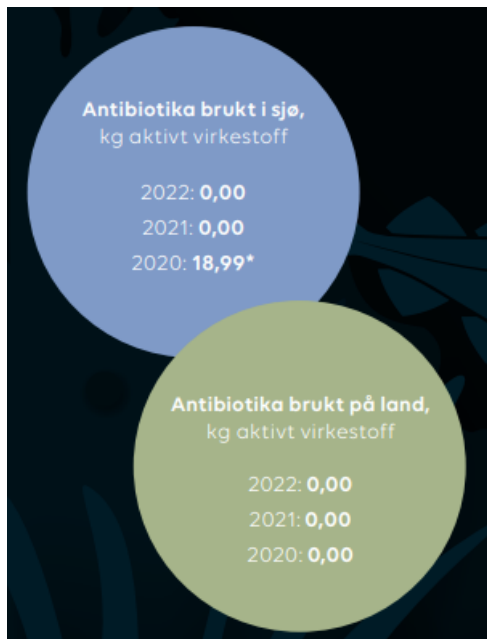 Antibiotika brukt i sjø,
kg aktivt virkestoff
2022: 0,00
2021: 0,00
2020: 18,99*
Antibiotika brukt på land,
kg aktivt virkestoff
2022: 0,00
2021: 0,00
2020: 0,00